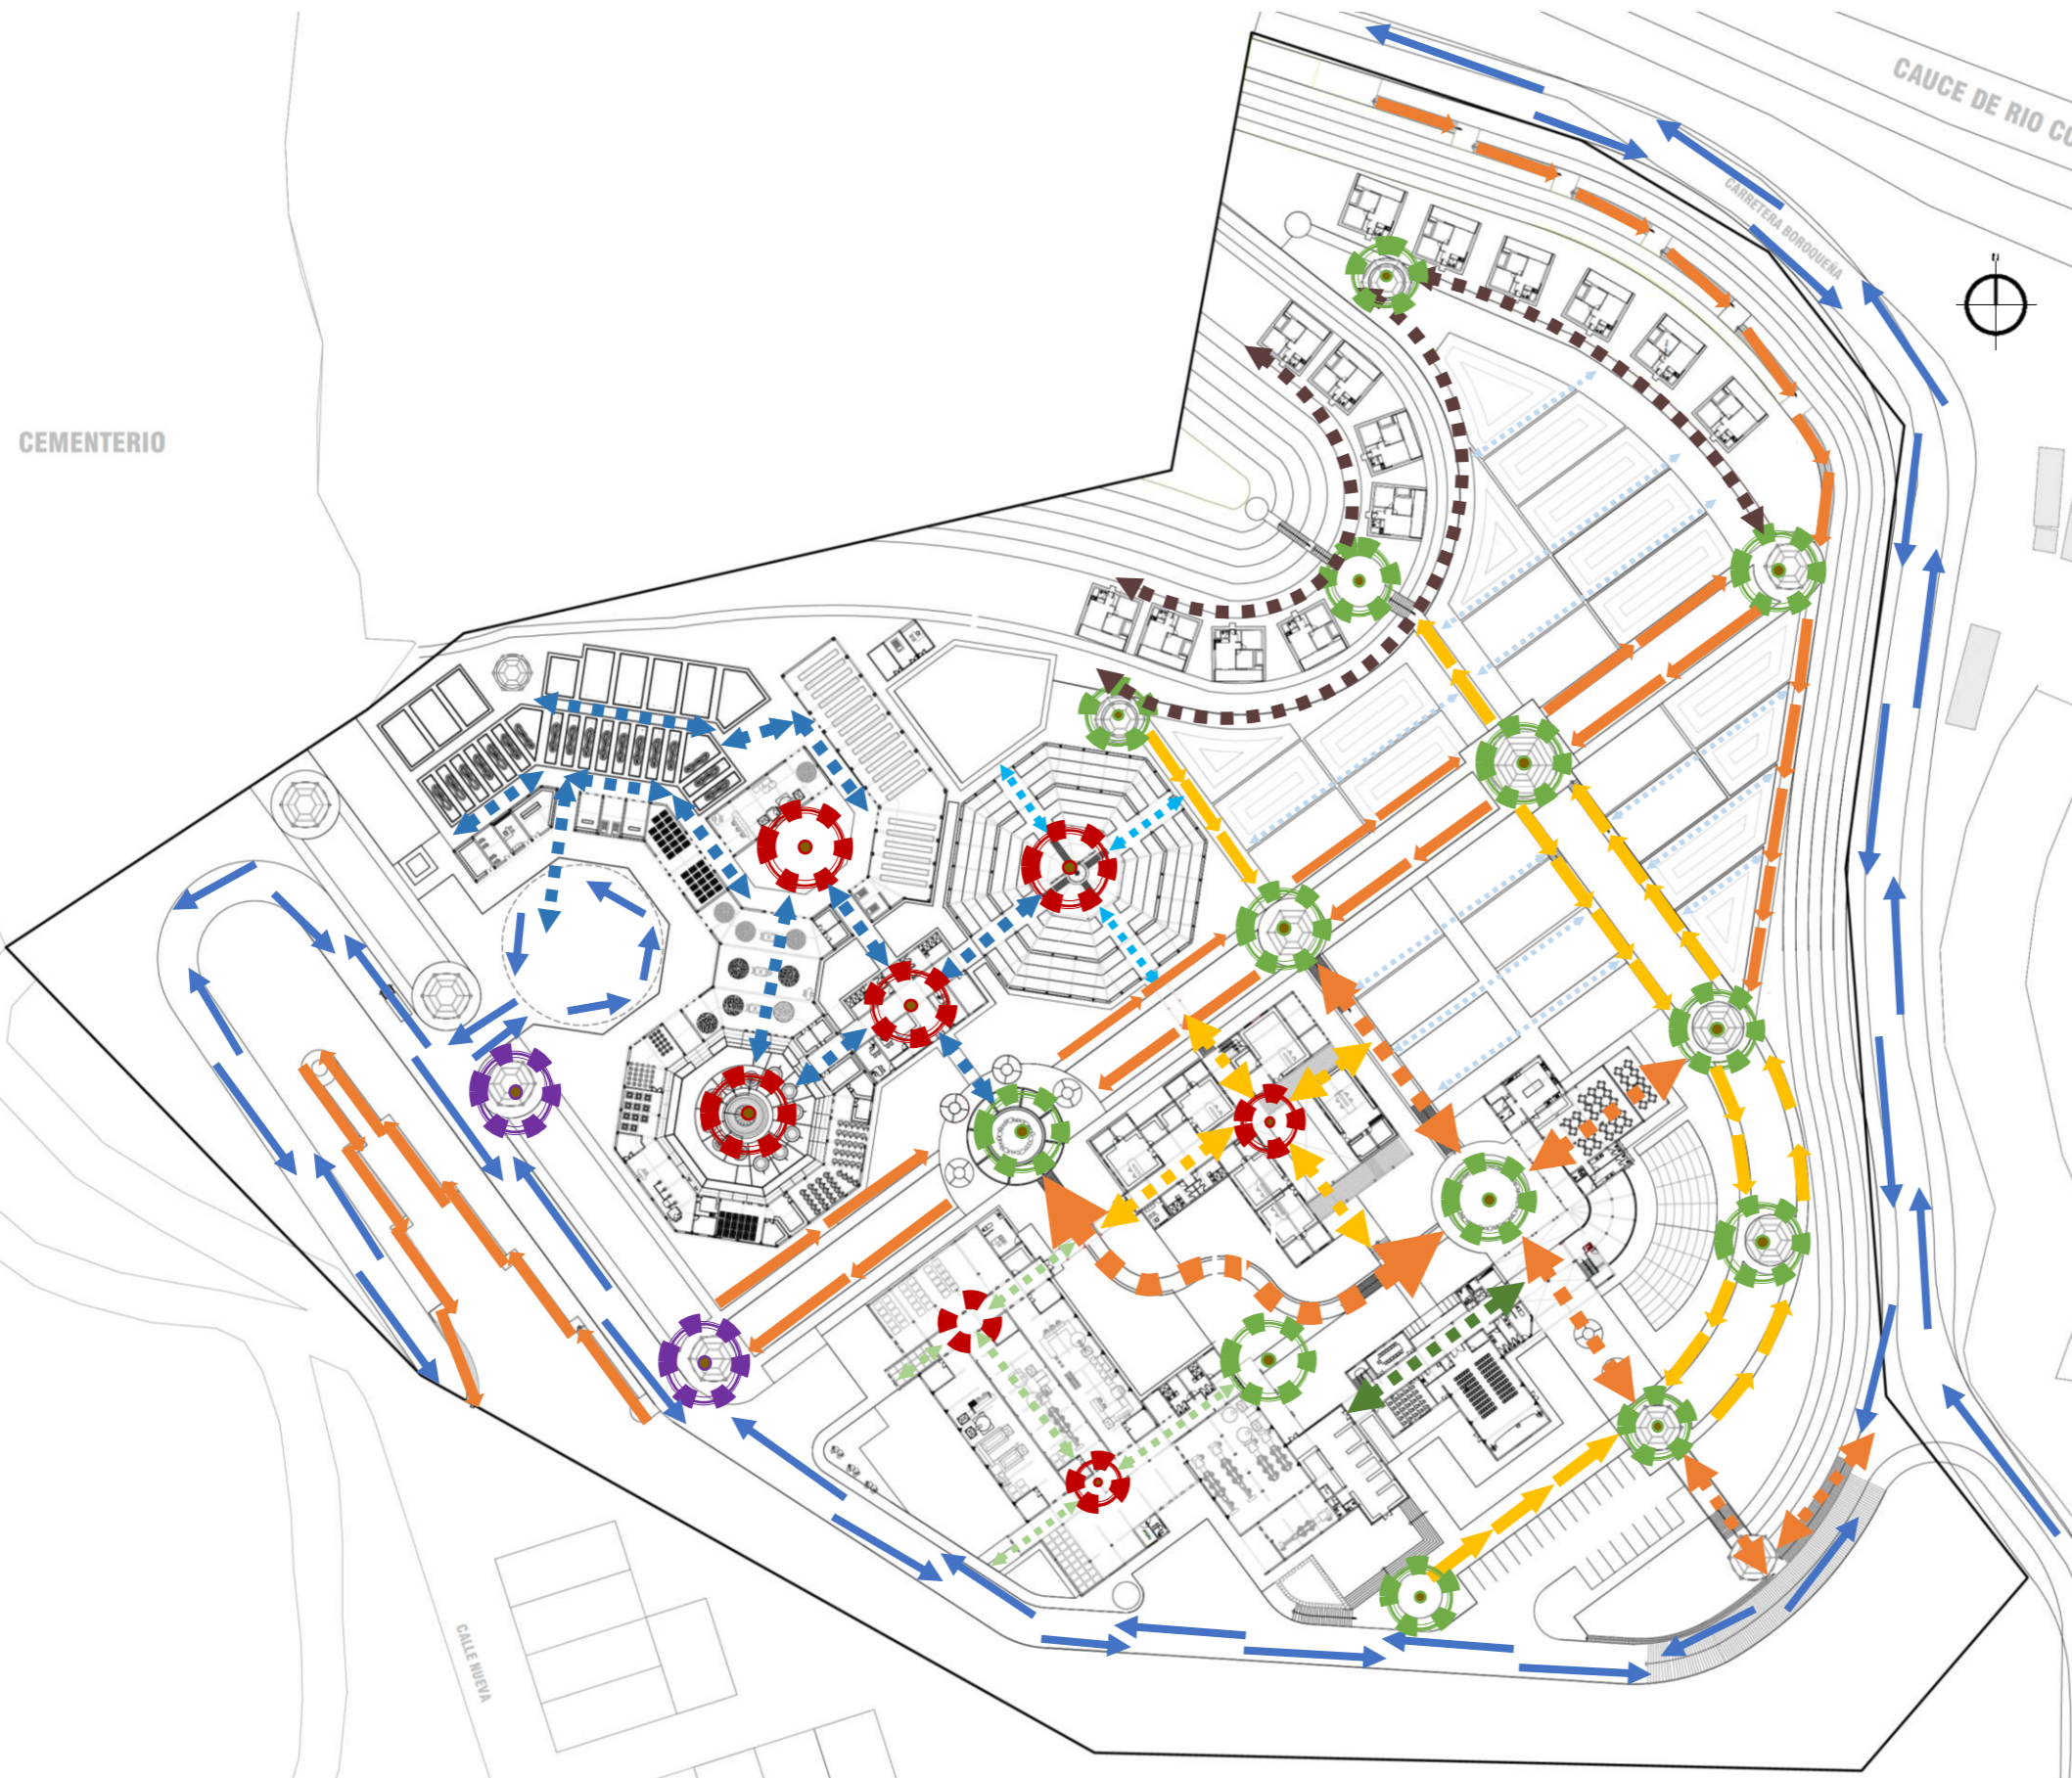 CAUCE DE RIO CO
CARRETERA BOROQUEÑA
N
CEMENTERIO
CALLE NUEVA